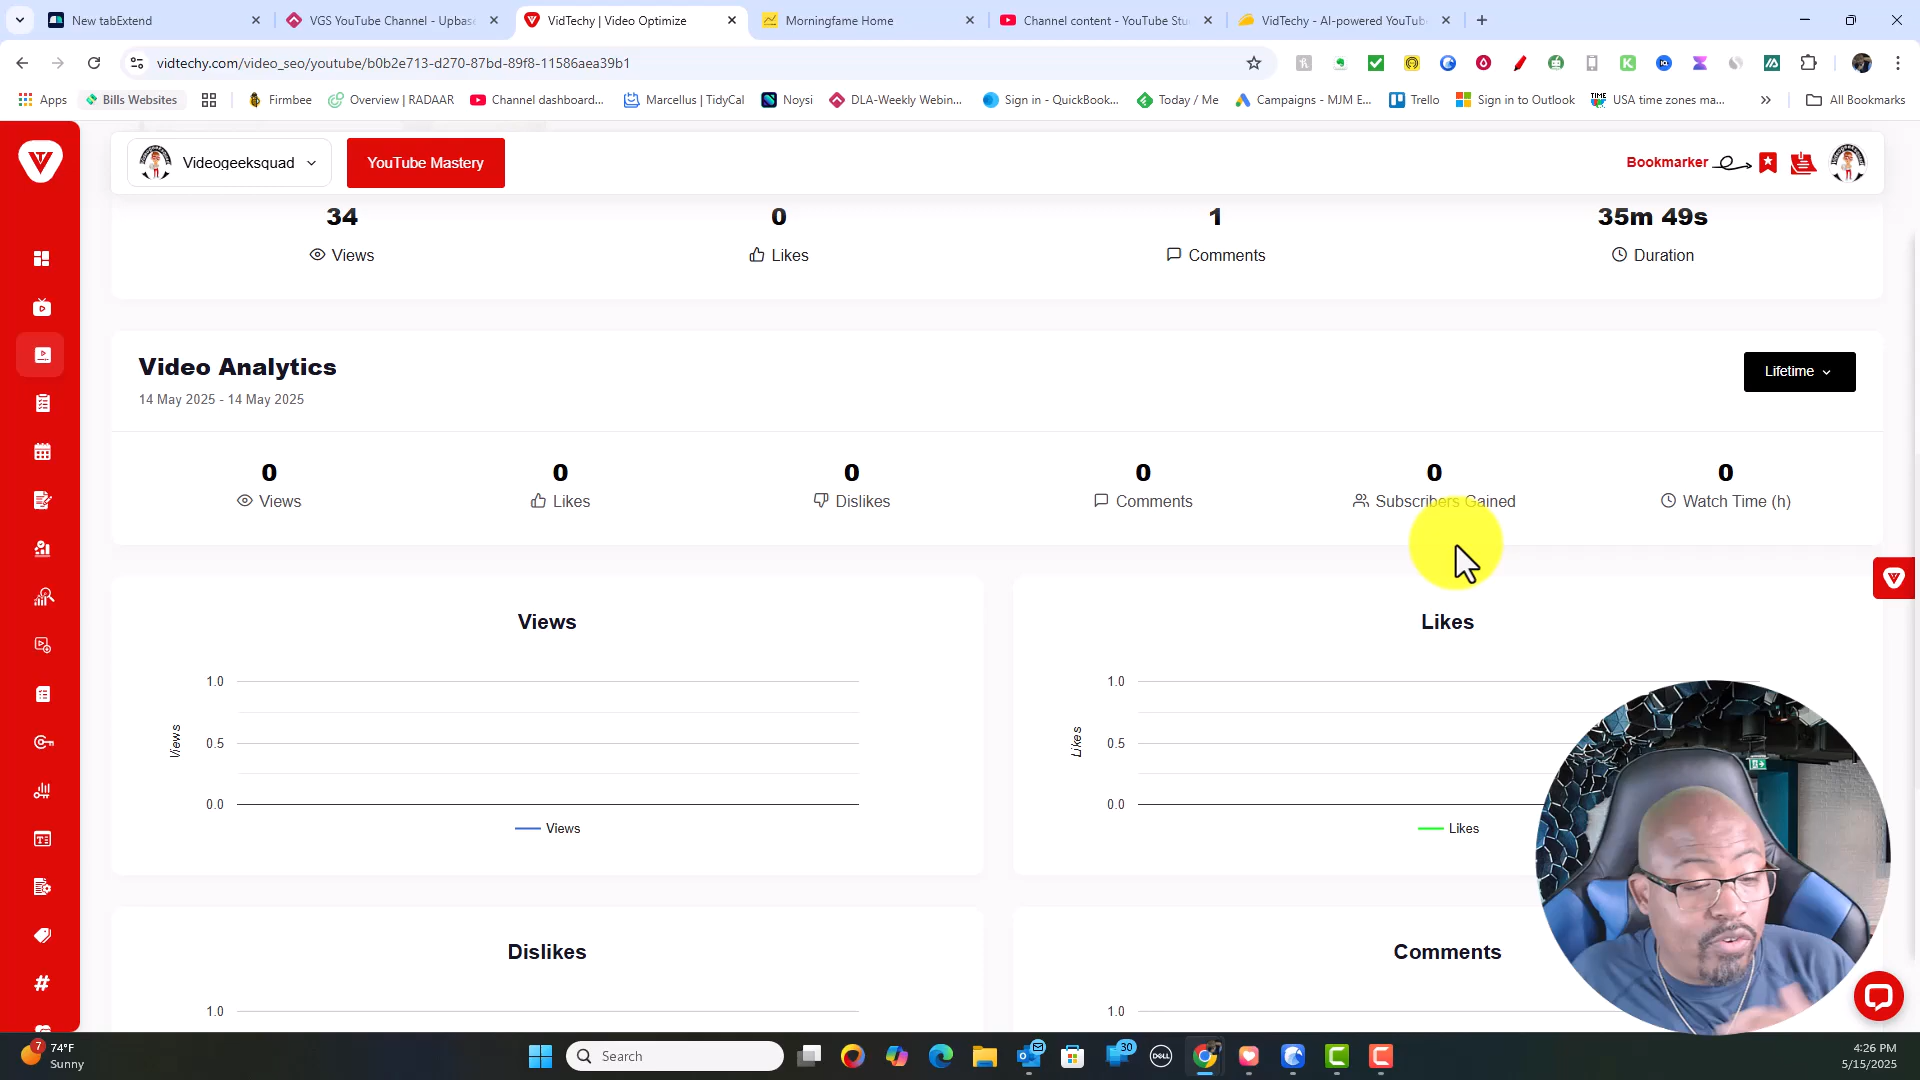 New tabExtend
VGS YouTube Channel - Upbase
VidTechy | Video Optimize
Morningfame Home
Channel content - YouTube Stu
VidTechy - AI-powered YouTub
vidtechy.com/video_seo/youtube/b0b2e713-d270-87bd-89f8-11586aea39b1
Apps
Bills Websites
Firmbee
Overview | RADAAR
Channel dashboard...
Marcellus | TidyCal
Noysi
DLA-Weekly Webin...
Sign in - QuickBook...
Today / Me
Campaigns - MJM E...
Trello
Sign in to Outlook
USA time zones ma...
All Bookmarks
Videogeeksquad
YouTube Mastery
Bookmarker
34
0
1
35m 49s
Views
Likes
Comments
Duration
Video Analytics
14 May 2025 - 14 May 2025
Lifetime
0
0
0
0
0
0
Views
Likes
Dislikes
Comments
Subscribers Gained
Watch Time (h)
Views
1.0
0.5
0.0
Views
Views
Likes
1.0
0.5
0.0
Likes
Likes
Dislikes
1.0
Comments
1.0
7
74°F
Sunny
Search
30
DELL
4:26 PM
5/15/2025